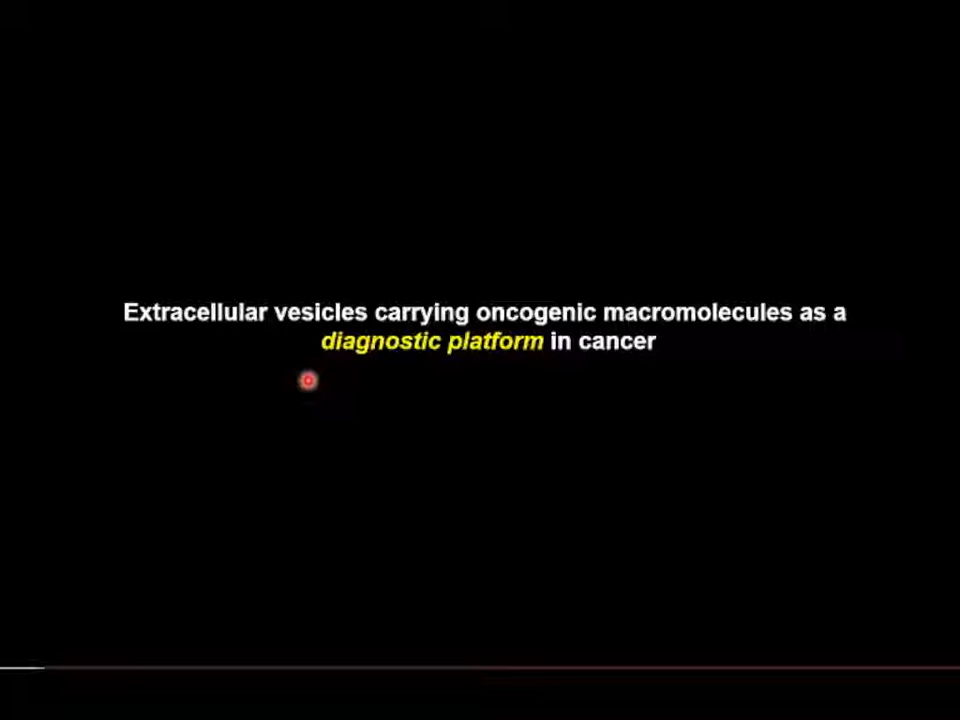 Extracellular vesicles carrying oncogenic macromolecules as a
diagnostic platform in cancer